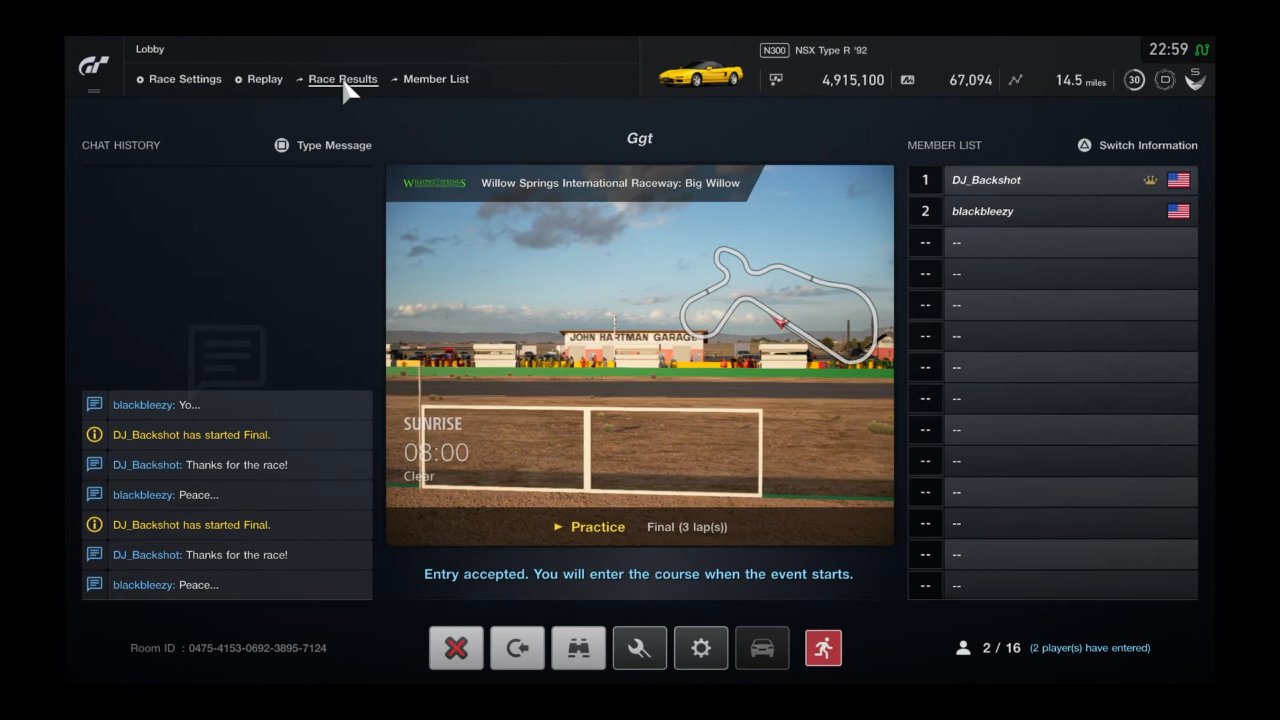 Lobby
Race Settings
Replay
Race Results
Member List
N300 NSX Type R '92
22:59
4,915,100
67,094
14.5 miles
30
S
CHAT HISTORY
Type Message
Ggt
MEMBER LIST
Switch Information
WILLOW SPRINGS
Willow Springs International Raceway: Big Willow
1 DJ_Backshot
2 blackbleezy
-- --
-- --
-- --
-- --
-- --
-- --
-- --
-- --
-- --
-- --
-- --
-- --
JOHN HARTMAN GARAGE
SUNRISE
08:00
Clear
blackbleezy: Yo...
DJ_Backshot has started Final.
DJ_Backshot: Thanks for the race!
blackbleezy: Peace...
DJ_Backshot has started Final.
DJ_Backshot: Thanks for the race!
blackbleezy: Peace...
Practice Final (3 lap(s))
Entry accepted. You will enter the course when the event starts.
Room ID : 0475-4153-0692-3895-7124
2 / 16 (2 player(s) have entered)